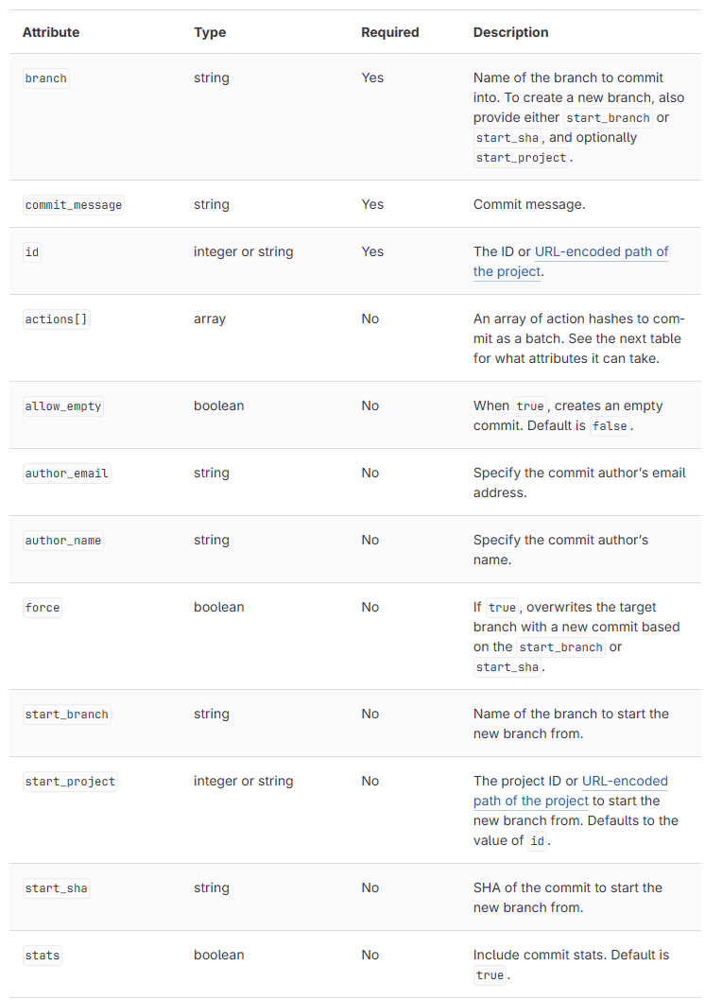 Attribute Type Required Description
branch string Yes Name of the branch to commit
into. To create a new branch, also
provide either start_branch or
start_sha, and optionally
start_project.
commit_message string Yes Commit message.
id integer or string Yes The ID or URL-encoded path of
the project.
actions[] array No An array of action hashes to com-
mit as a batch. See the next table
for what attributes it can take.
allow_empty boolean No When true, creates an empty
commit. Default is false.
author_email string No Specify the commit author's email
address.
author_name string No Specify the commit author's
name.
force boolean No If true, overwrites the target
branch with a new commit based
on the start_branch or
start_sha.
start_branch string No Name of the branch to start the
new branch from.
start_project integer or string No The project ID or URL-encoded
path of the project to start the
new branch from. Defaults to the
value of id.
start_sha string No SHA of the commit to start the
new branch from.
stats boolean No Include commit stats. Default is
true.